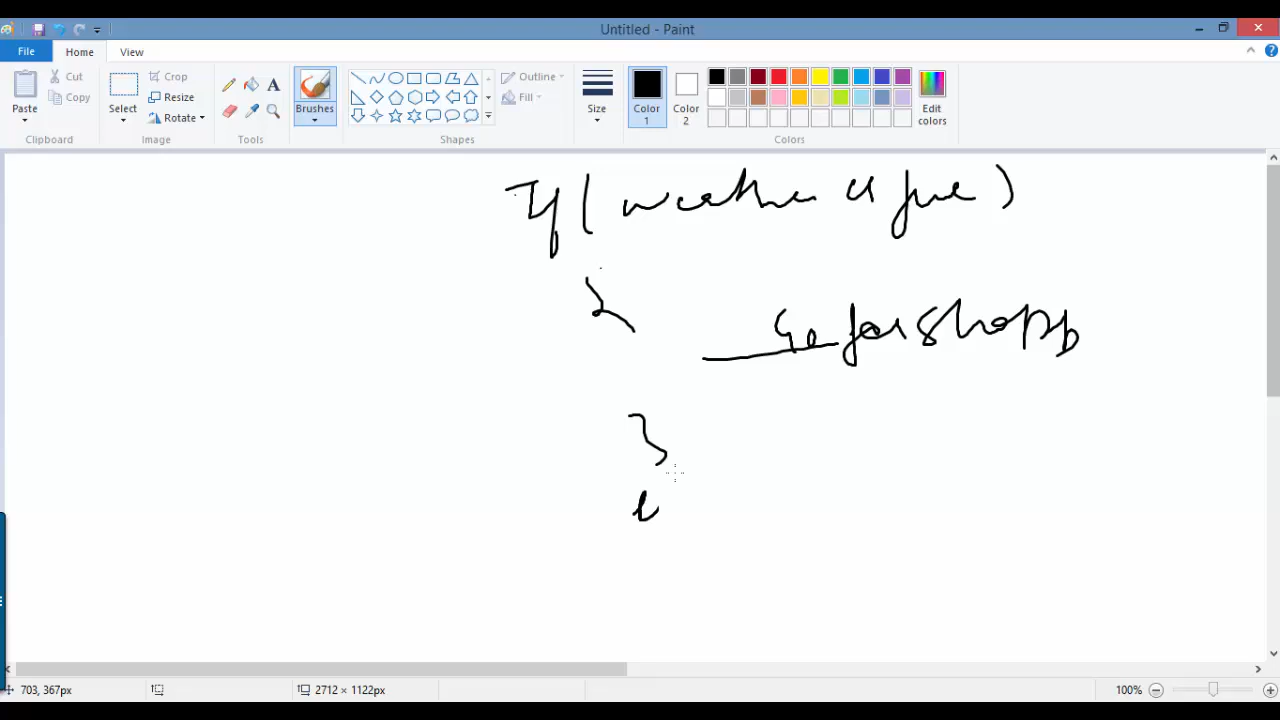 Untitled - Paint
File Home View
Paste
Cut
Copy
Clipboard
Select
Crop
Resize
Rotate
Image
A
Tools
Brushes
Outline
Fill
Shapes
Size
Color 1
Color 2
Edit colors
Colors
If ( weather is fine )
{
Go for shopp
}
e
703, 367px
2712 × 1122px
100%